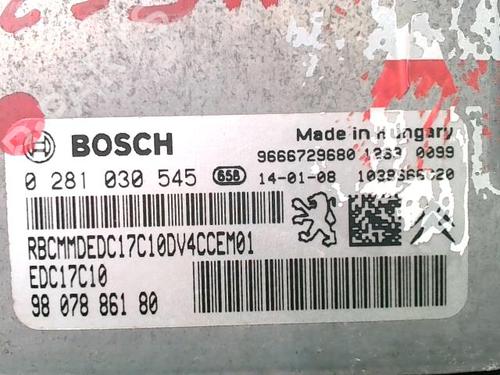 BOSCH
Made in Hungary
9666729680 0099
0 281 030 545 658 14-01-08
RBCMMDEDC17C10DV4CCEM01
EDC17C10
98 078 861 80